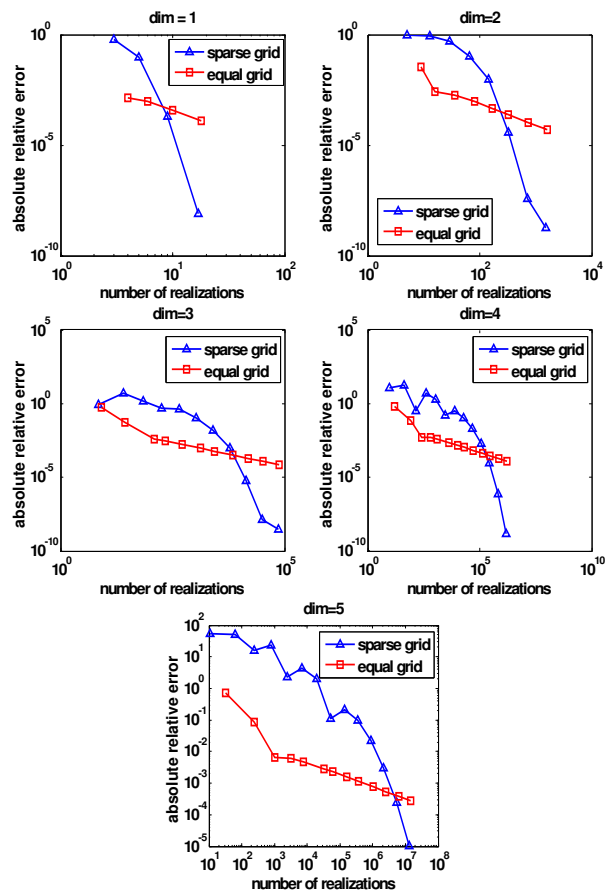 dim = 1
absolute relative error
10^0
10^-5
10^-10
sparse grid
equal grid
10^0 10^1 10^2
number of realizations
dim=2
absolute relative error
10^0
10^-5
10^-10
sparse grid
equal grid
10^0 10^2 10^4
number of realizations
dim=3
absolute relative error
10^5
10^0
10^-5
10^-10
sparse grid
equal grid
10^0 10^5
number of realizations
dim=4
absolute relative error
10^5
10^0
10^-5
10^-10
sparse grid
equal grid
10^0 10^5 10^10
number of realizations
dim=5
absolute relative error
10^2
10^1
10^0
10^-1
10^-2
10^-3
10^-4
10^-5
sparse grid
equal grid
10^1 10^2 10^3 10^4 10^5 10^6 10^7 10^8
number of realizations